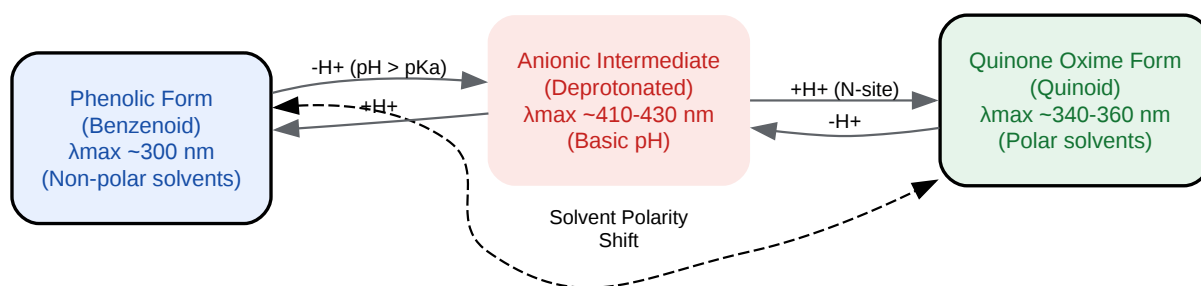 Phenolic Form
(Benzenoid)
λmax ~300 nm
(Non-polar solvents)
-H+ (pH > pKa)
+H+
Anionic Intermediate
(Deprotonated)
λmax ~410-430 nm
(Basic pH)
+H+ (N-site)
-H+
Quinone Oxime Form
(Quinoid)
λmax ~340-360 nm
(Polar solvents)
Solvent Polarity
Shift